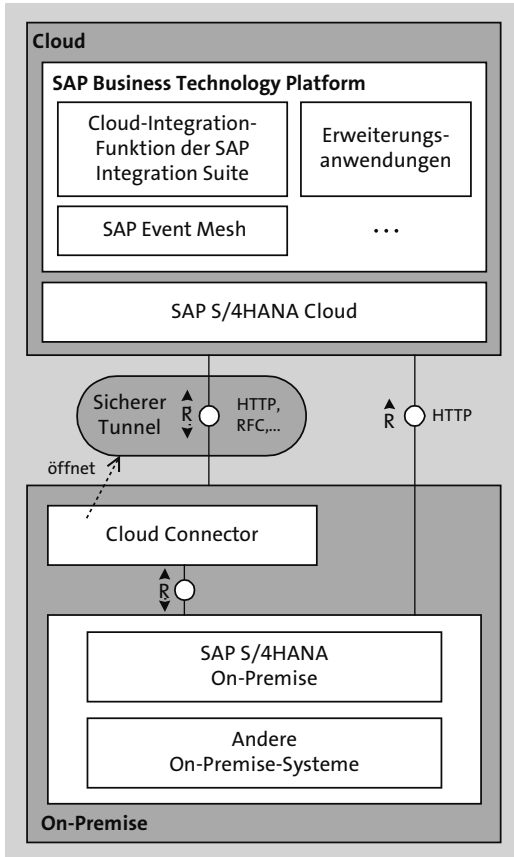 Cloud
SAP Business Technology Platform
Cloud-Integration-
Funktion der SAP
Integration Suite
Erweiterungs-
anwendungen
SAP Event Mesh
...
SAP S/4HANA Cloud
Sicherer
Tunnel
R
HTTP,
RFC,...
R
HTTP
öffnet
Cloud Connector
R
SAP S/4HANA
On-Premise
Andere
On-Premise-Systeme
On-Premise